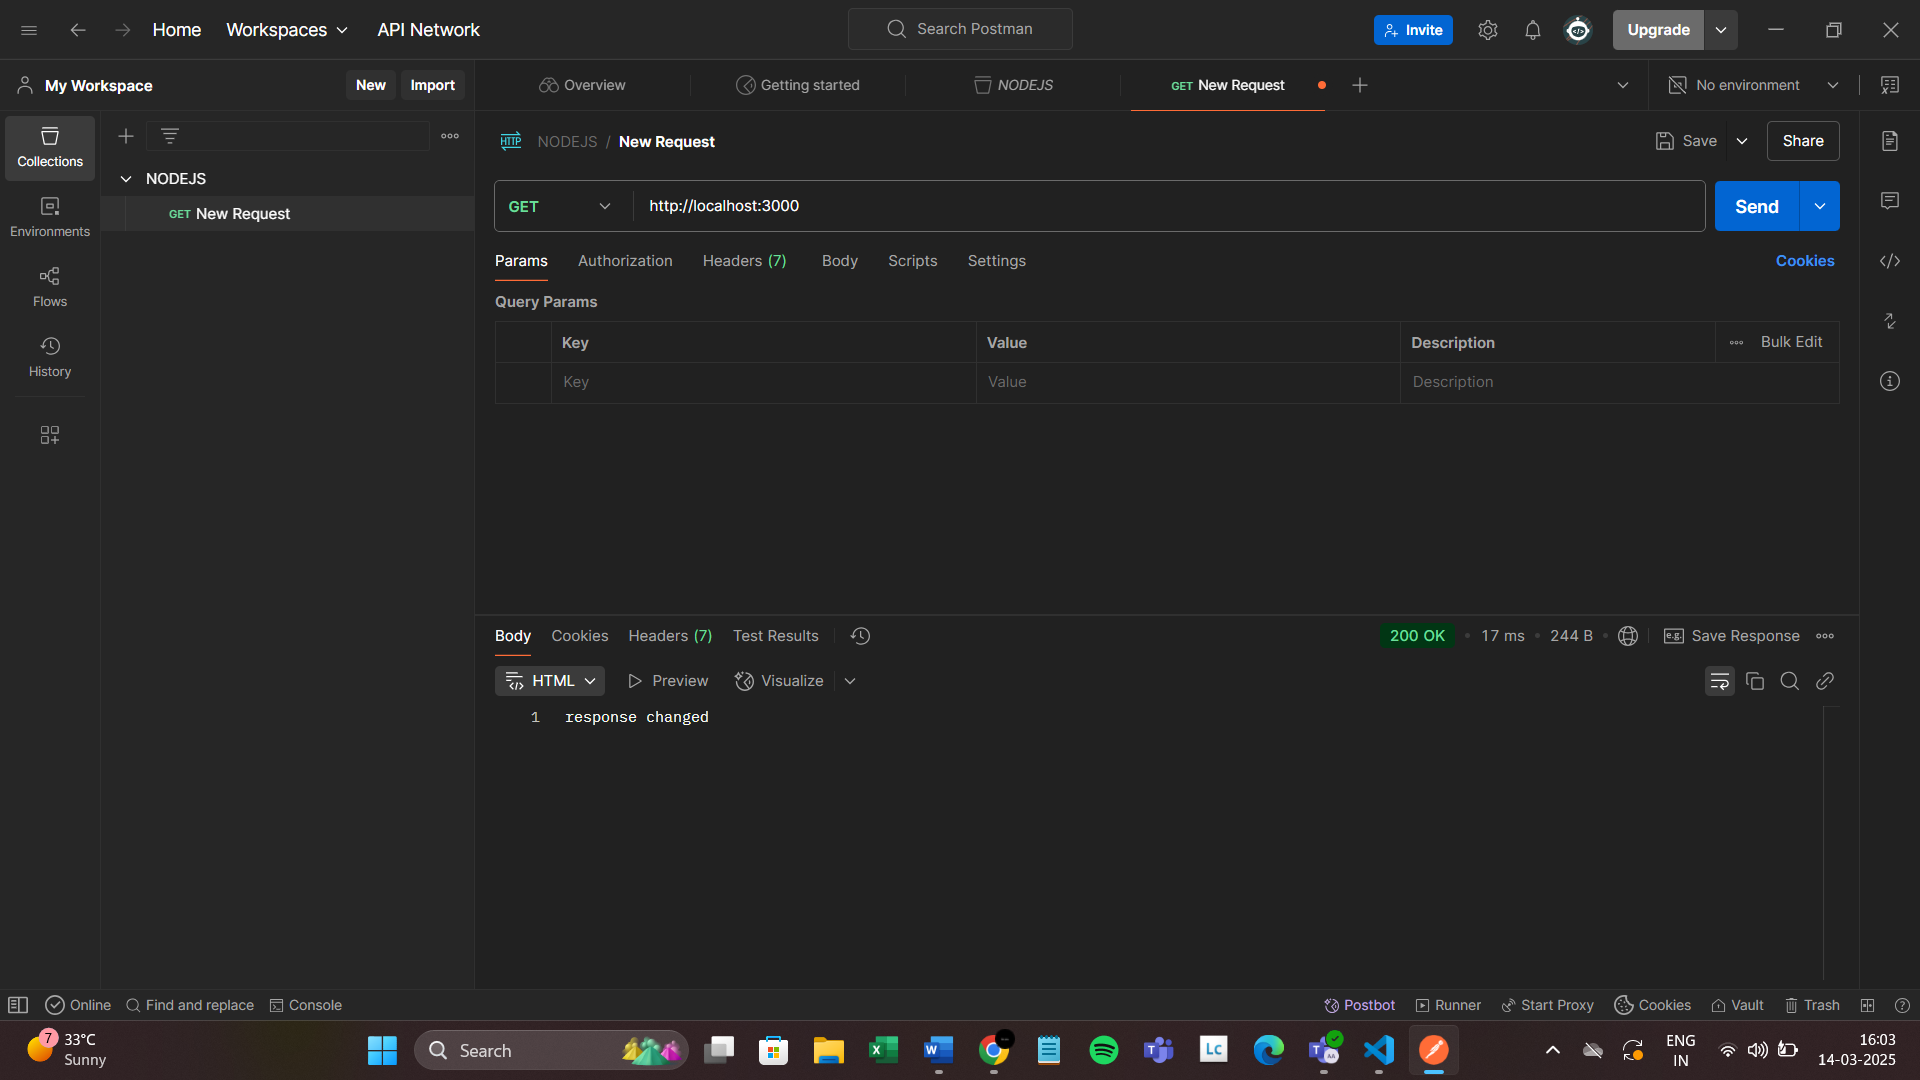 Home Workspaces API Network Search Postman Invite Upgrade
My Workspace New Import Overview Getting started NODEJS GET New Request No environment
Collections
Environments
Flows
History
NODEJS
GET New Request
HTTP NODEJS / New Request Save Share
GET http://localhost:3000 Send
Params Authorization Headers (7) Body Scripts Settings Cookies
Query Params
Key Value Description Bulk Edit
Key Value Description
Body Cookies Headers (7) Test Results 200 OK • 17 ms • 244 B • e.g. Save Response
HTML Preview Visualize
1 response changed
Online Find and replace Console Postbot Runner Start Proxy Cookies Vault Trash
7 33°C
Sunny
Search
LC
AA
ENG
IN
16:03
14-03-2025